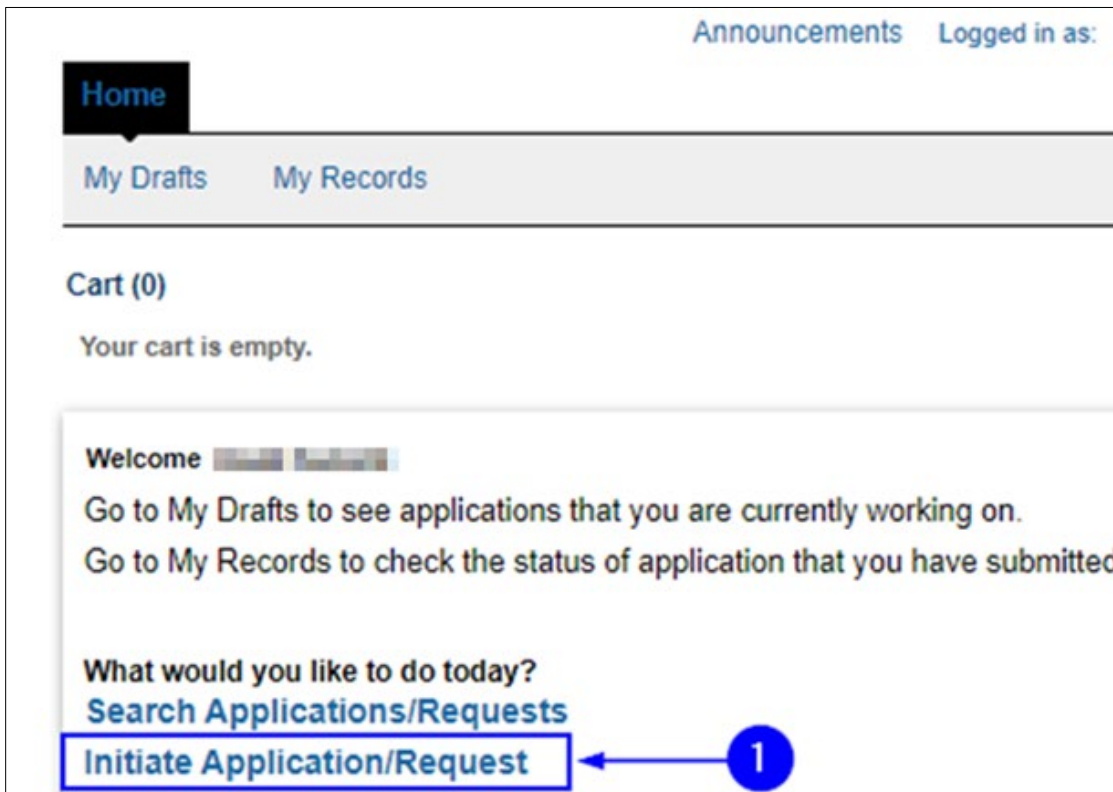 Announcements Logged in as:
Home
My Drafts My Records
Cart (0)
Your cart is empty.
Welcome
Go to My Drafts to see applications that you are currently working on.
Go to My Records to check the status of application that you have submitted
What would you like to do today?
Search Applications/Requests
Initiate Application/Request 1